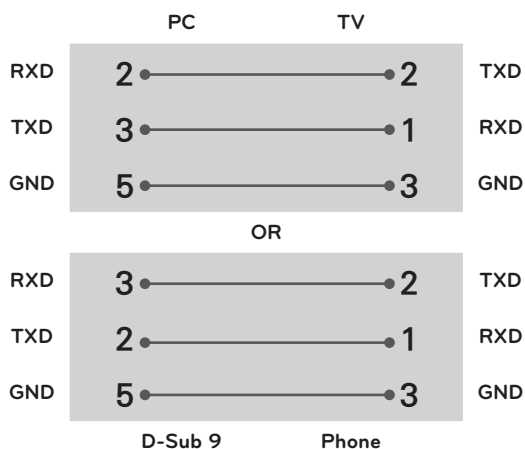 PC TV
RXD 2 2 TXD
TXD 3 1 RXD
GND 5 3 GND
OR
RXD 3 2 TXD
TXD 2 1 RXD
GND 5 3 GND
D-Sub 9 Phone